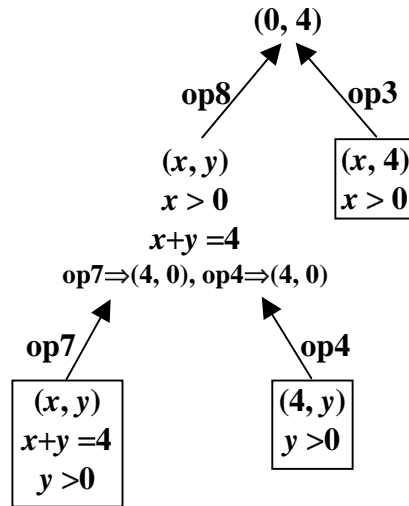 (0, 4)
op8
op3
(x, y)
x > 0
x+y =4
op7⇒(4, 0), op4⇒(4, 0)
(x, 4)
x > 0
op7
op4
(x, y)
x+y =4
y >0
(4, y)
y >0